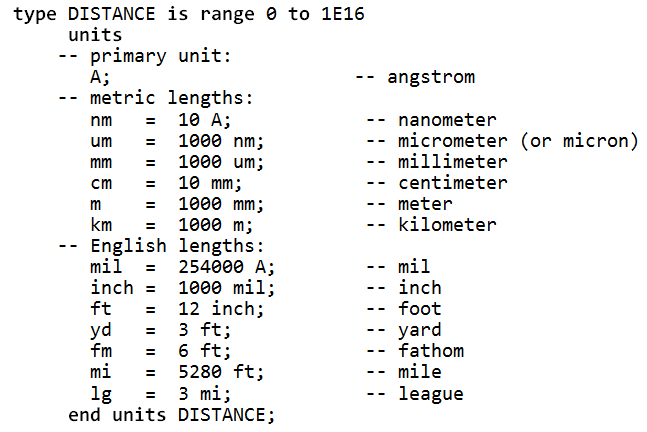 type DISTANCE is range 0 to 1E16
units
-- primary unit:
A; -- angstrom
-- metric lengths:
nm = 10 A; -- nanometer
um = 1000 nm; -- micrometer (or micron)
mm = 1000 um; -- millimeter
cm = 10 mm; -- centimeter
m = 1000 mm; -- meter
km = 1000 m; -- kilometer
-- English lengths:
mil = 254000 A; -- mil
inch = 1000 mil; -- inch
ft = 12 inch; -- foot
yd = 3 ft; -- yard
fm = 6 ft; -- fathom
mi = 5280 ft; -- mile
lg = 3 mi; -- league
end units DISTANCE;